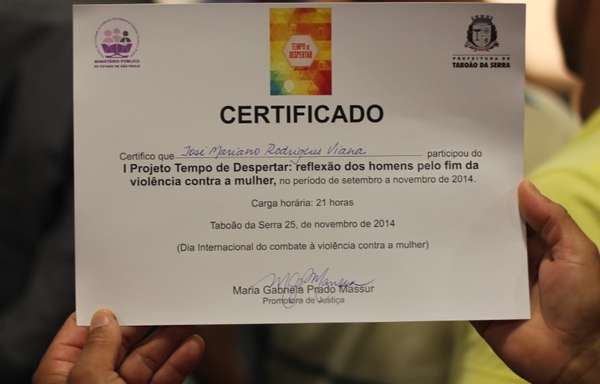 MINISTÉRIO PÚBLICO
DO ESTADO DE SÃO PAULO
TEMPO DE
DESPERTAR
PREFEITURA DE
TABOÃO DA SERRA
CERTIFICADO
Certifico que José Mariano Rodrigues Viana participou do
I Projeto Tempo de Despertar: reflexão dos homens pelo fim da
violência contra a mulher, no período de setembro a novembro de 2014.
Carga horária: 21 horas
Taboão da Serra 25, de novembro de 2014
(Dia Internacional do combate à violência contra a mulher)
Maria Gabriela Prado Massur
Promotora de Justiça